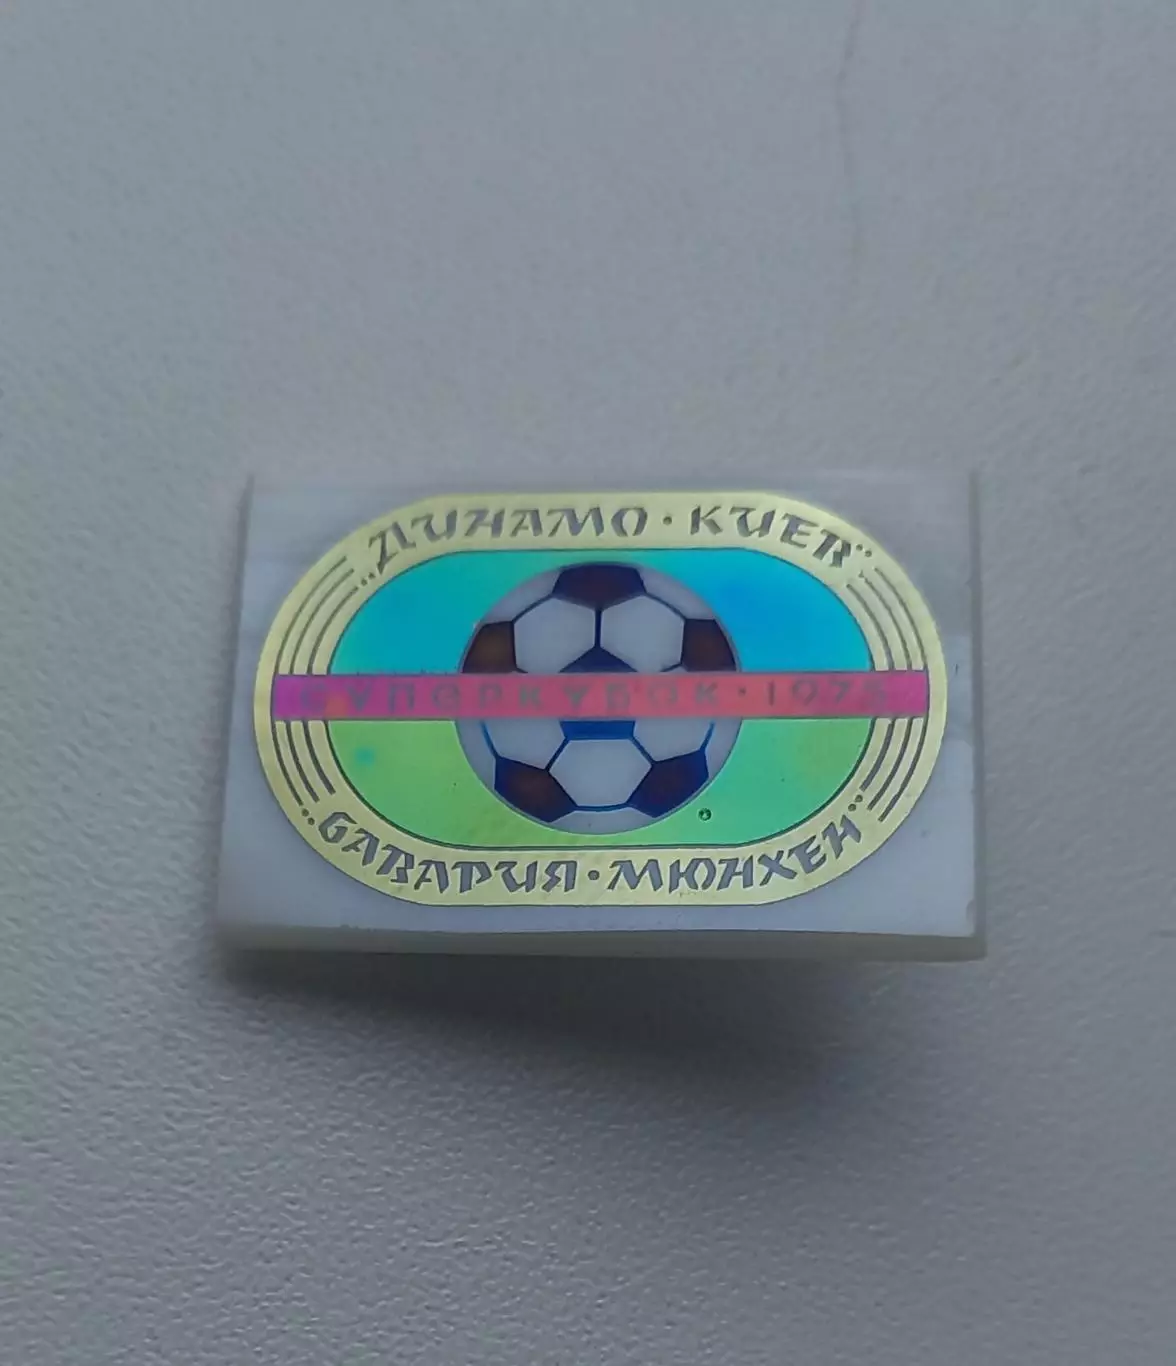 „ДИНАМО · КИЕВ"
СУПЕРКУБОК · 1975
„БАВАРИЯ · МЮНХЕН"